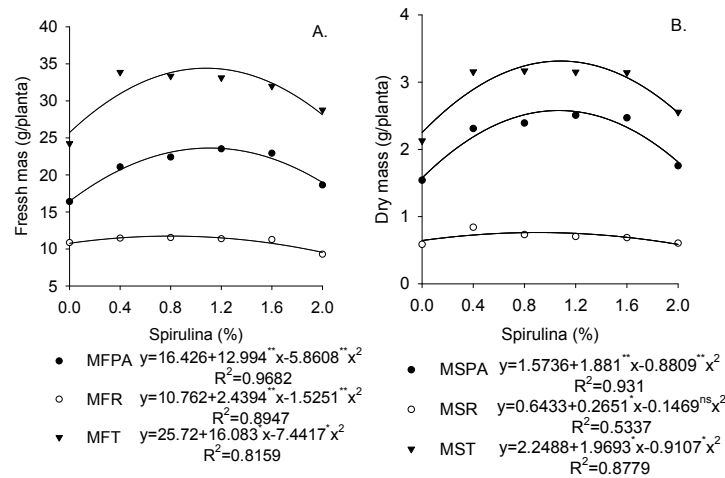 A.
40
35
30
25
20
15
10
5
Fressh mas (g/planta)
0.0 0.4 0.8 1.2 1.6 2.0
Spirulina (%)
MFPA y=16.426+12.994**x-5.8608**x²
R²=0.9682
MFR y=10.762+2.4394**x-1.5251**x²
R²=0.8947
MFT y=25.72+16.083*x-7.4417*x²
R²=0.8159
B.
4
3
2
1
0
Dry mass (g/planta)
0.0 0.4 0.8 1.2 1.6 2.0
Spirulina (%)
MSPA y=1.5736+1.881**x-0.8809**x²
R²=0.931
MSR y=0.6433+0.2651*x-0.1469ⁿˢx²
R²=0.5337
MST y=2.2488+1.9693*x-0.9107*x²
R²=0.8779